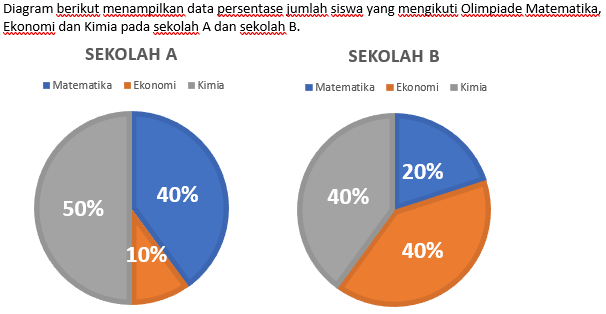 Diagram berikut menampilkan data persentase jumlah siswa yang mengikuti Olimpiade Matematika,
Ekonomi dan Kimia pada sekolah A dan sekolah B.
SEKOLAH A
Matematika Ekonomi Kimia
40%
10%
50%
SEKOLAH B
Matematika Ekonomi Kimia
20%
40%
40%